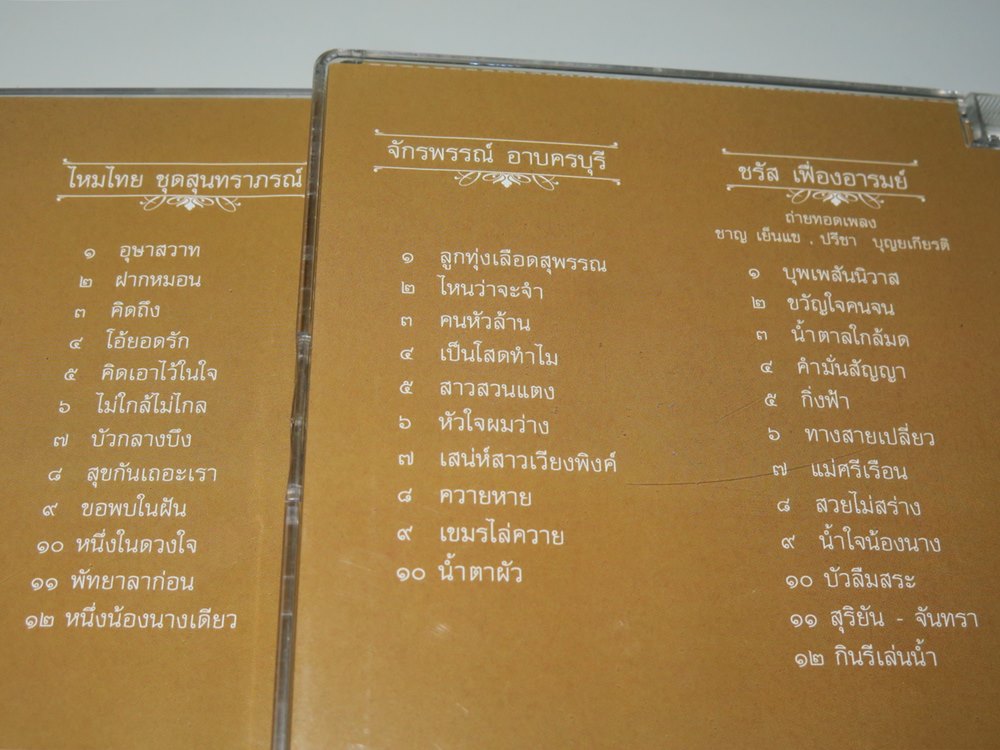 ไหมไทย ชุดสุนทราภรณ์
๑ อุษาสวาท
๒ ฝากหมอน
๓ คิดถึง
๔ โอ้ยอดรัก
๕ คิดเอาไว้ในใจ
๖ ไม่ใกล้ไม่ไกล
๗ บัวกลางบึง
๘ สุขกันเถอะเรา
๙ ขอพบในฝัน
๑๐ หนึ่งในดวงใจ
๑๑ พัทยาลาก่อน
๑๒ หนึ่งน้องนางเดียว
จักรพรรณ์ อาบครบุรี
๑ ลูกทุ่งเลือดสุพรรณ
๒ ไหนว่าจะจำ
๓ คนหัวล้าน
๔ เป็นโสดทำไม
๕ สาวสวนแตง
๖ หัวใจผมว่าง
๗ เสน่ห์สาวเวียงพิงค์
๘ ควายหาย
๙ เขมรไล่ควาย
๑๐ น้ำตาผัว
ชรัส เฟื่องอารมย์
ถ่ายทอดเพลง
ชาญ เย็นแข , ปรีชา บุญยเกียรติ
๑ บุพเพสันนิวาส
๒ ขวัญใจคนจน
๓ น้ำตาลใกล้มด
๔ คำมั่นสัญญา
๕ กิ่งฟ้า
๖ ทางสายเปลี่ยว
๗ แม่ศรีเรือน
๘ สวยไม่สร่าง
๙ น้ำใจน้องนาง
๑๐ บัวลืมสระ
๑๑ สุริยัน - จันทรา
๑๒ กินรีเล่นน้ำ